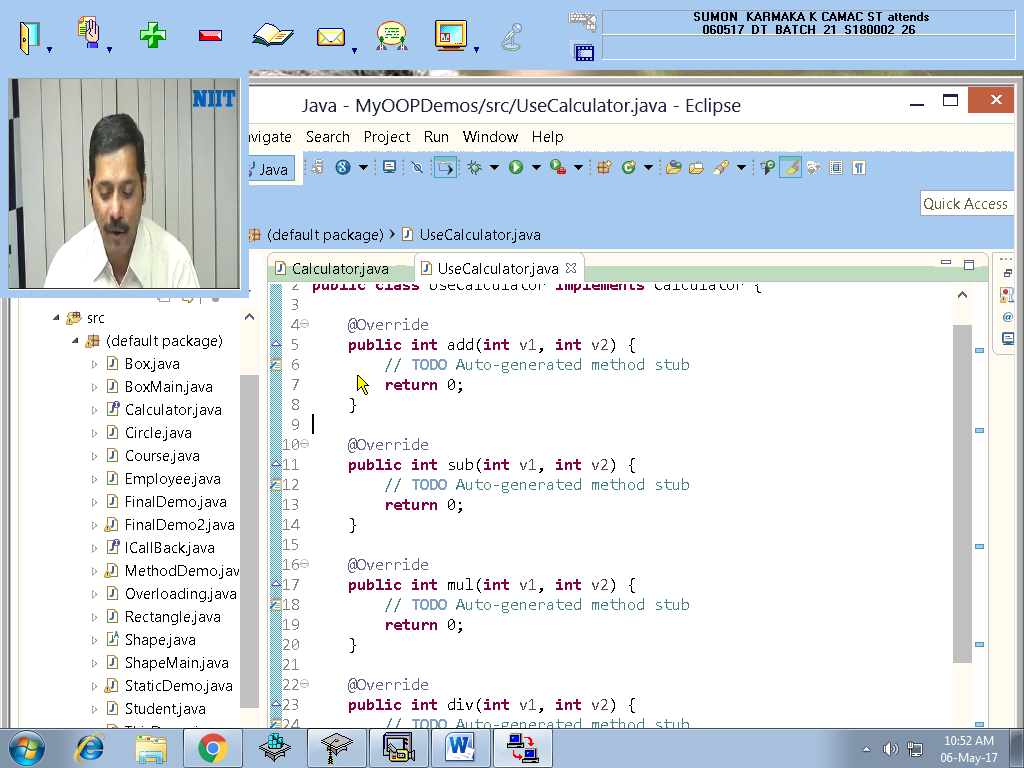 SUMON KARMAKA K CAMAC ST attends
060517 DT BATCH 21 S180002 26
NIIT
Java - MyOOPDemos/src/UseCalculator.java - Eclipse
vigate Search Project Run Window Help
Java
Quick Access
(default package) UseCalculator.java
Calculator.java UseCalculator.java
2 public class UseCalculator implements Calculator {
3
4 @Override
5 public int add(int v1, int v2) {
6 // TODO Auto-generated method stub
7 return 0;
8 }
9
10 @Override
11 public int sub(int v1, int v2) {
12 // TODO Auto-generated method stub
13 return 0;
14 }
15
16 @Override
17 public int mul(int v1, int v2) {
18 // TODO Auto-generated method stub
19 return 0;
20 }
21
22 @Override
23 public int div(int v1, int v2) {
24 // TODO Auto-generated method stub
src
(default package)
Box.java
BoxMain.java
Calculator.java
Circle.java
Course.java
Employee.java
FinalDemo.java
FinalDemo2.java
ICallBack.java
MethodDemo.jav
Overloading.java
Rectangle.java
Shape.java
ShapeMain.java
StaticDemo.java
Student.java
10:52 AM
06-May-17